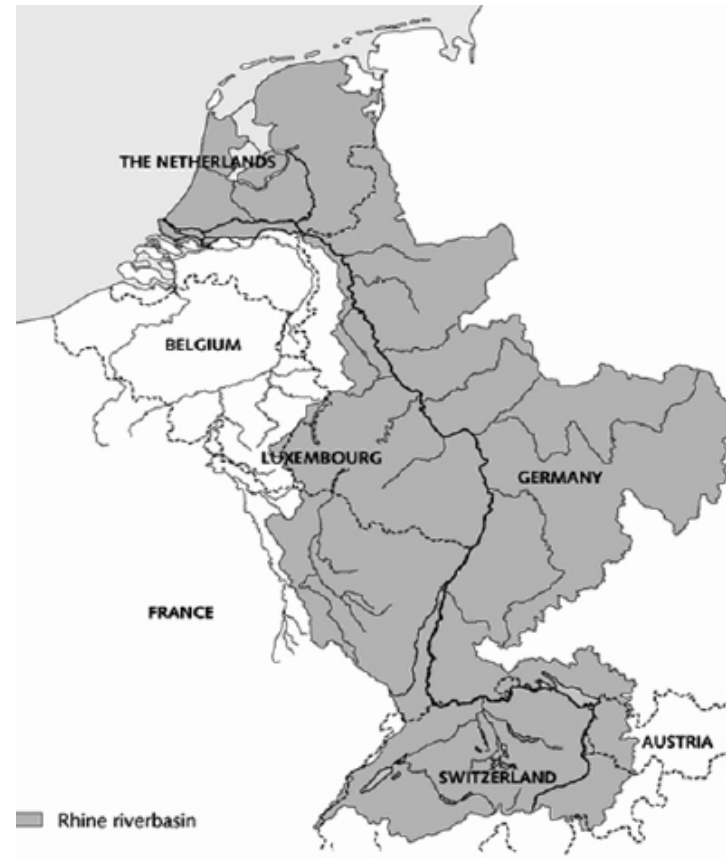 THE NETHERLANDS
BELGIUM
LUXEMBOURG
GERMANY
FRANCE
AUSTRIA
SWITZERLAND
Rhine riverbasin